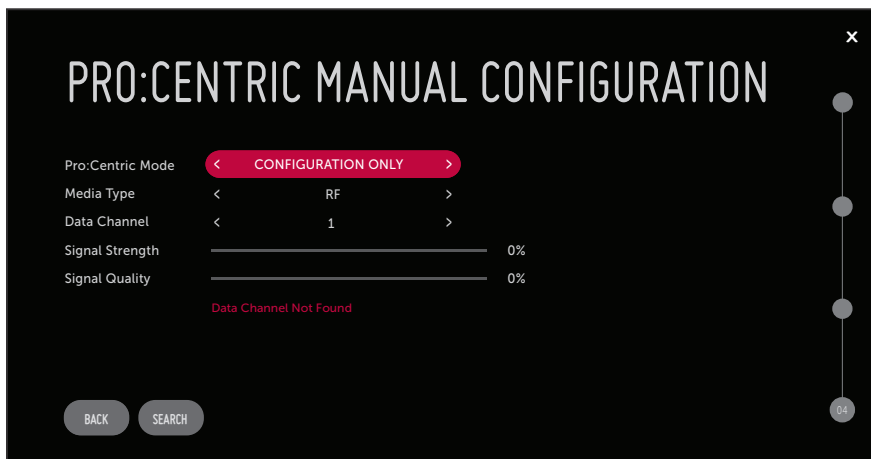 X
PRO:CENTRIC MANUAL CONFIGURATION
Pro:Centric Mode < CONFIGURATION ONLY >
Media Type < RF >
Data Channel < 1 >
Signal Strength 0%
Signal Quality 0%
Data Channel Not Found
BACK SEARCH
04